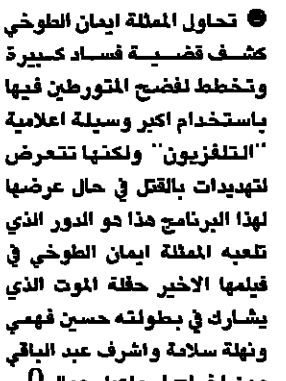 ● تحاول الممثلة ايمان الطوخي
كشف قضية فساد كبيرة
وتخطط لفضح المتورطين فيها
باستخدام اكبر وسيلة اعلامية
"التلفزيون" ولكنها تتعرض
لتهديدات بالقتل في حال عرضها
لهذا البرنامج هذا هو الدور الذي
تلعبه الممثلة ايمان الطوخي في
فيلمها الاخير حفلة الموت الذي
يشارك في بطولته حسين فهمي
ونهلة سلامة واشرف عبد الباقي